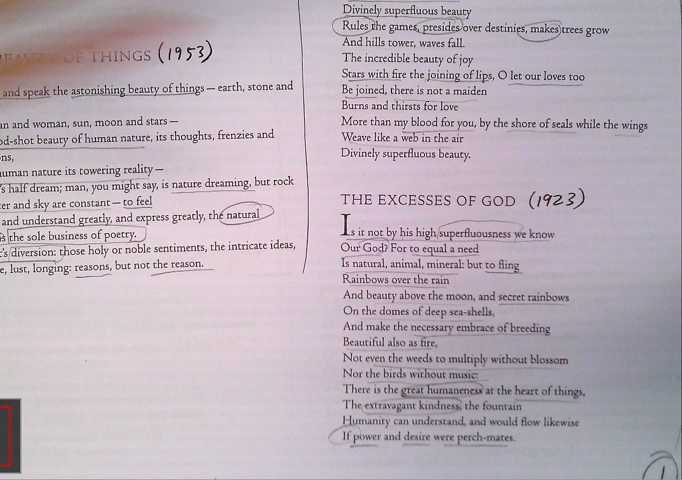 BEAUTY OF THINGS (1953)
and speak the astonishing beauty of things — earth, stone and
an and woman, sun, moon and stars —
od-shot beauty of human nature, its thoughts, frenzies and
ns,
uman nature its towering reality —
's half dream; man, you might say, is nature dreaming, but rock
er and sky are constant — to feel
and understand greatly, and express greatly, the natural
is the sole business of poetry.
's diversion: those holy or noble sentiments, the intricate ideas,
e, lust, longing: reasons, but not the reason.
Divinely superfluous beauty
Rules the games, presides over destinies, makes trees grow
And hills tower, waves fall.
The incredible beauty of joy
Stars with fire the joining of lips, O let our loves too
Be joined, there is not a maiden
Burns and thirsts for love
More than my blood for you, by the shore of seals while the wings
Weave like a web in the air
Divinely superfluous beauty.
THE EXCESSES OF GOD (1923)
Is it not by his high superfluousness we know
Our God? For to equal a need
Is natural, animal, mineral: but to fling
Rainbows over the rain
And beauty above the moon, and secret rainbows
On the domes of deep sea-shells,
And make the necessary embrace of breeding
Beautiful also as fire,
Not even the weeds to multiply without blossom
Nor the birds without music:
There is the great humaneness at the heart of things,
The extravagant kindness, the fountain
Humanity can understand, and would flow likewise
If power and desire were perch-mates.
1